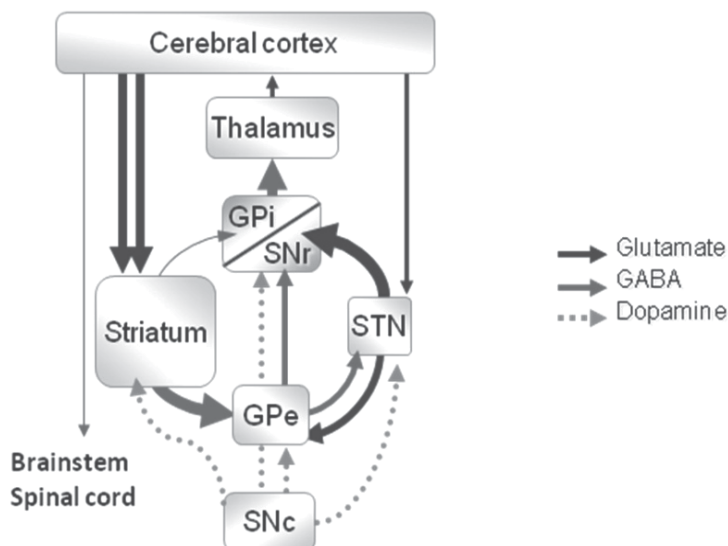 Cerebral cortex
Thalamus
GPi
SNr
Glutamate
GABA
Dopamine
Striatum
STN
GPe
Brainstem
Spinal cord
SNc